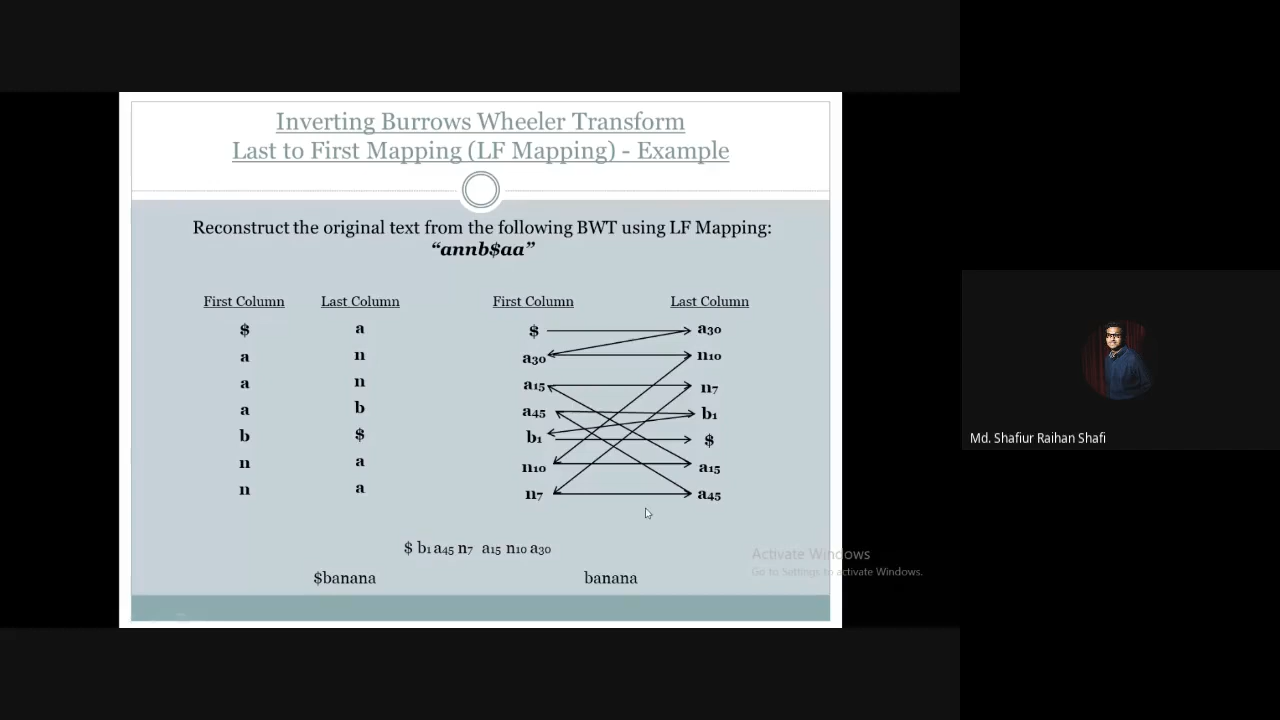 Inverting Burrows Wheeler Transform
Last to First Mapping (LF Mapping) - Example
Reconstruct the original text from the following BWT using LF Mapping:
“annb$aa”
First Column Last Column First Column Last Column
$ a $ a30
a n a30 n10
a n a15 n7
a b a45 b1
b $ b1 $
n a n10 a15
n a n7 a45
$ b1 a45 n7 a15 n10 a30
$banana banana
Activate Windows
Go to Settings to activate Windows.
Md. Shafiur Raihan Shafi